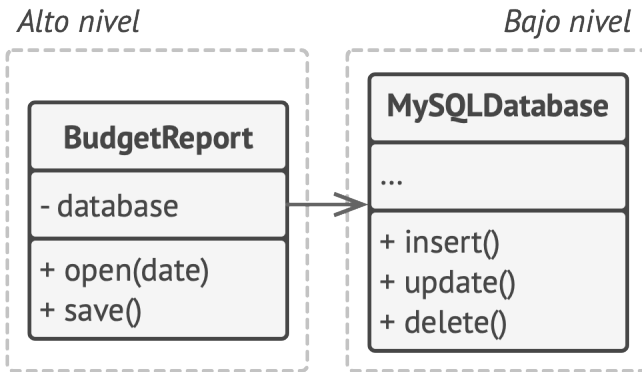 Alto nivel
Bajo nivel
BudgetReport
- database
+ open(date)
+ save()
MySQLDatabase
...
+ insert()
+ update()
+ delete()